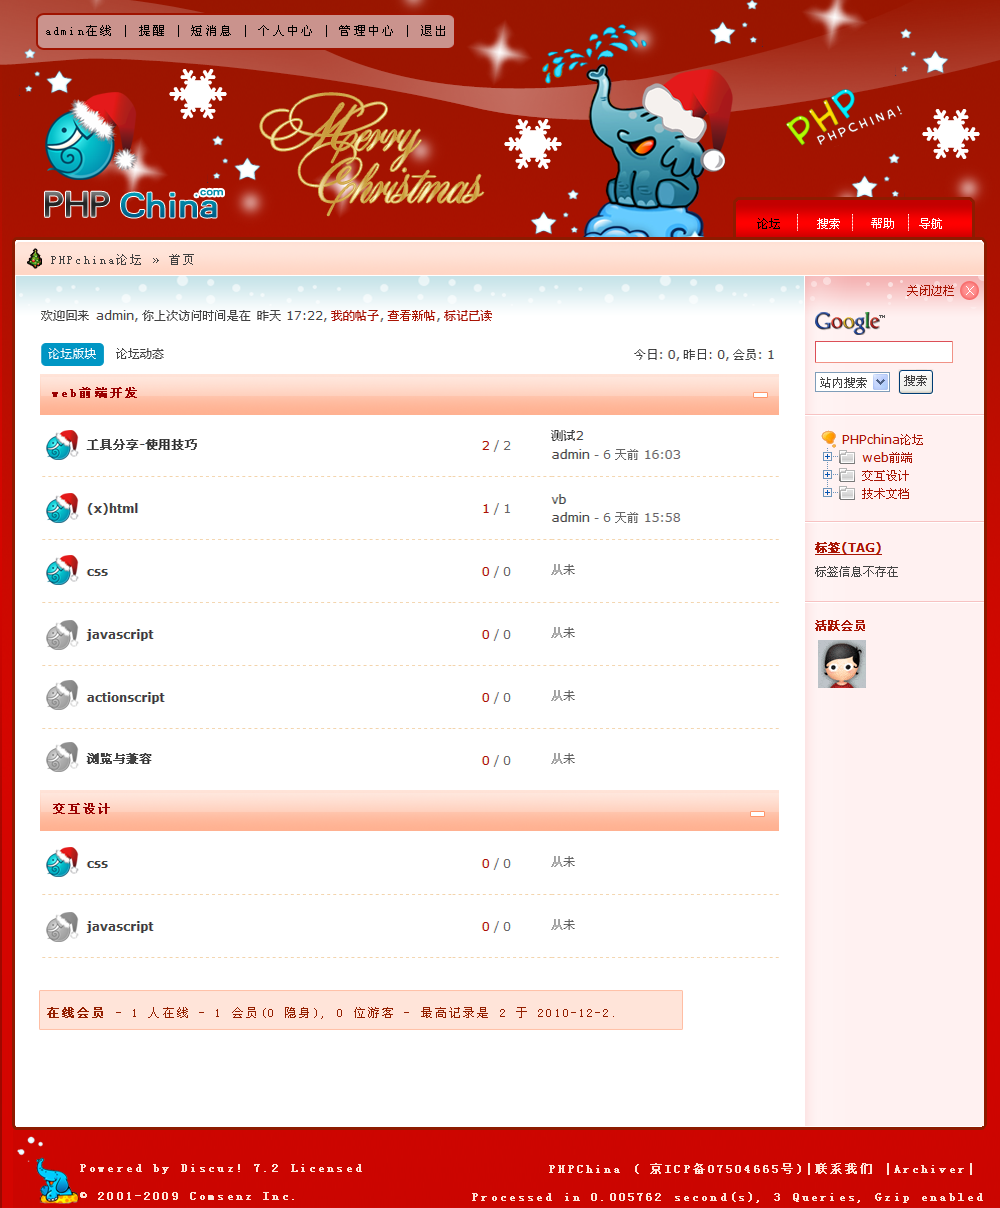 admin在线 | 提醒 | 短消息 | 个人中心 | 管理中心 | 退出
Merry Christmas
PHP
PHPCHINA!
PHP China .com
论坛 | 搜索 | 帮助 | 导航
PHPchina论坛 » 首页
欢迎回来 admin, 你上次访问时间是在 昨天 17:22, 我的帖子, 查看新帖, 标记已读
论坛版块 论坛动态 今日: 0, 昨日: 0, 会员: 1
web前端开发
工具分享-使用技巧 2 / 2 测试2
admin - 6 天前 16:03
(x)html 1 / 1 vb
admin - 6 天前 15:58
css 0 / 0 从未
javascript 0 / 0 从未
actionscript 0 / 0 从未
浏览与兼容 0 / 0 从未
交互设计
css 0 / 0 从未
javascript 0 / 0 从未
在线会员 - 1 人在线 - 1 会员(0 隐身), 0 位游客 - 最高记录是 2 于 2010-12-2.
关闭边栏
Google™
站内搜索 搜索
PHPchina论坛
web前端
交互设计
技术文档
标签(TAG)
标签信息不存在
活跃会员
Powered by Discuz! 7.2 Licensed
© 2001-2009 Comsenz Inc.
PHPChina ( 京ICP备07504665号)|联系我们 |Archiver|
Processed in 0.005762 second(s), 3 Queries, Gzip enabled